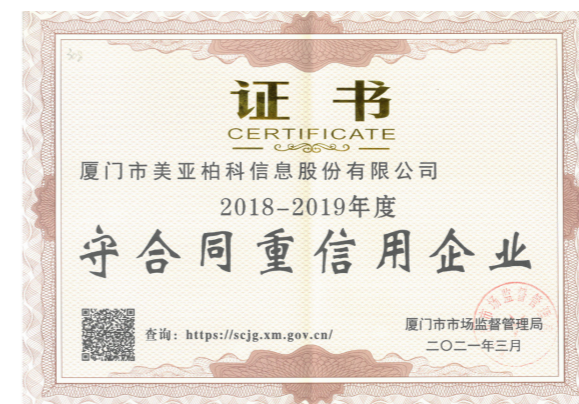 证 书
CERTIFICATE
厦门市美亚柏科信息股份有限公司
2018-2019年度
守合同重信用企业
查询：https://scjg.xm.gov.cn/
厦门市市场监督管理局
二〇二一年三月